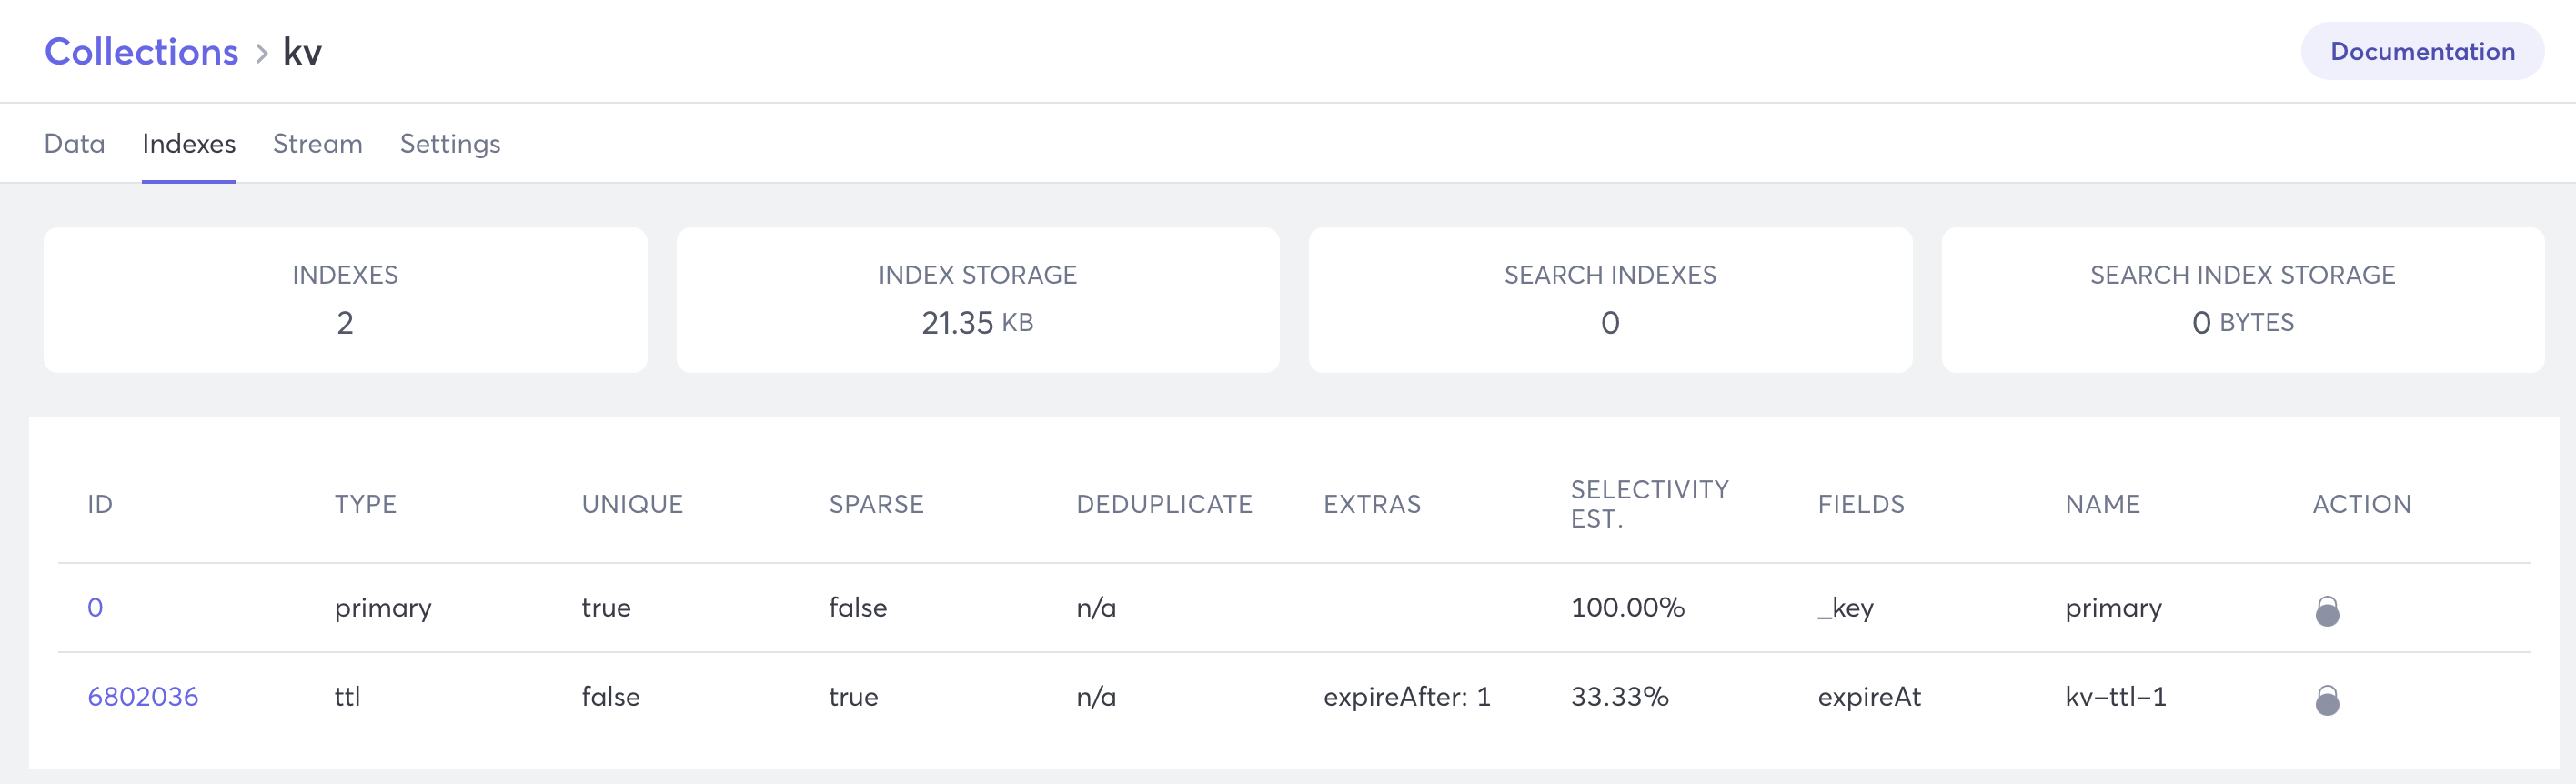 Collections > kv
Documentation
Data Indexes Stream Settings
INDEXES
2
INDEX STORAGE
21.35 KB
SEARCH INDEXES
0
SEARCH INDEX STORAGE
0 BYTES
ID TYPE UNIQUE SPARSE DEDUPLICATE EXTRAS SELECTIVITY EST. FIELDS NAME ACTION
0 primary true false n/a 100.00% _key primary
6802036 ttl false true n/a expireAfter: 1 33.33% expireAt kv-ttl-1